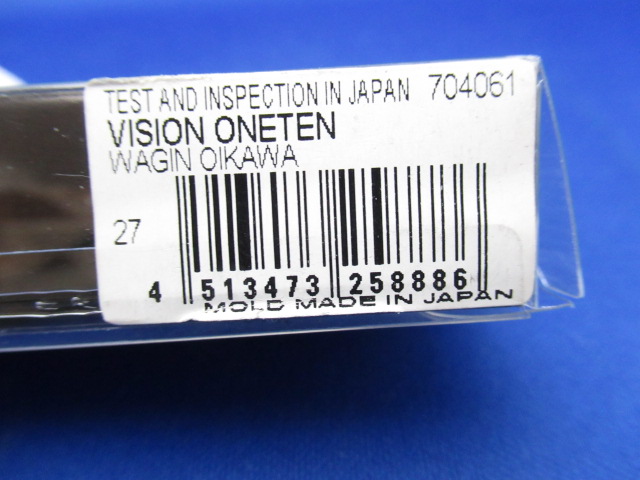 TEST AND INSPECTION IN JAPAN 704061
VISION ONETEN
WAGIN OIKAWA
27
4 513473 258886
MOLD MADE IN JAPAN